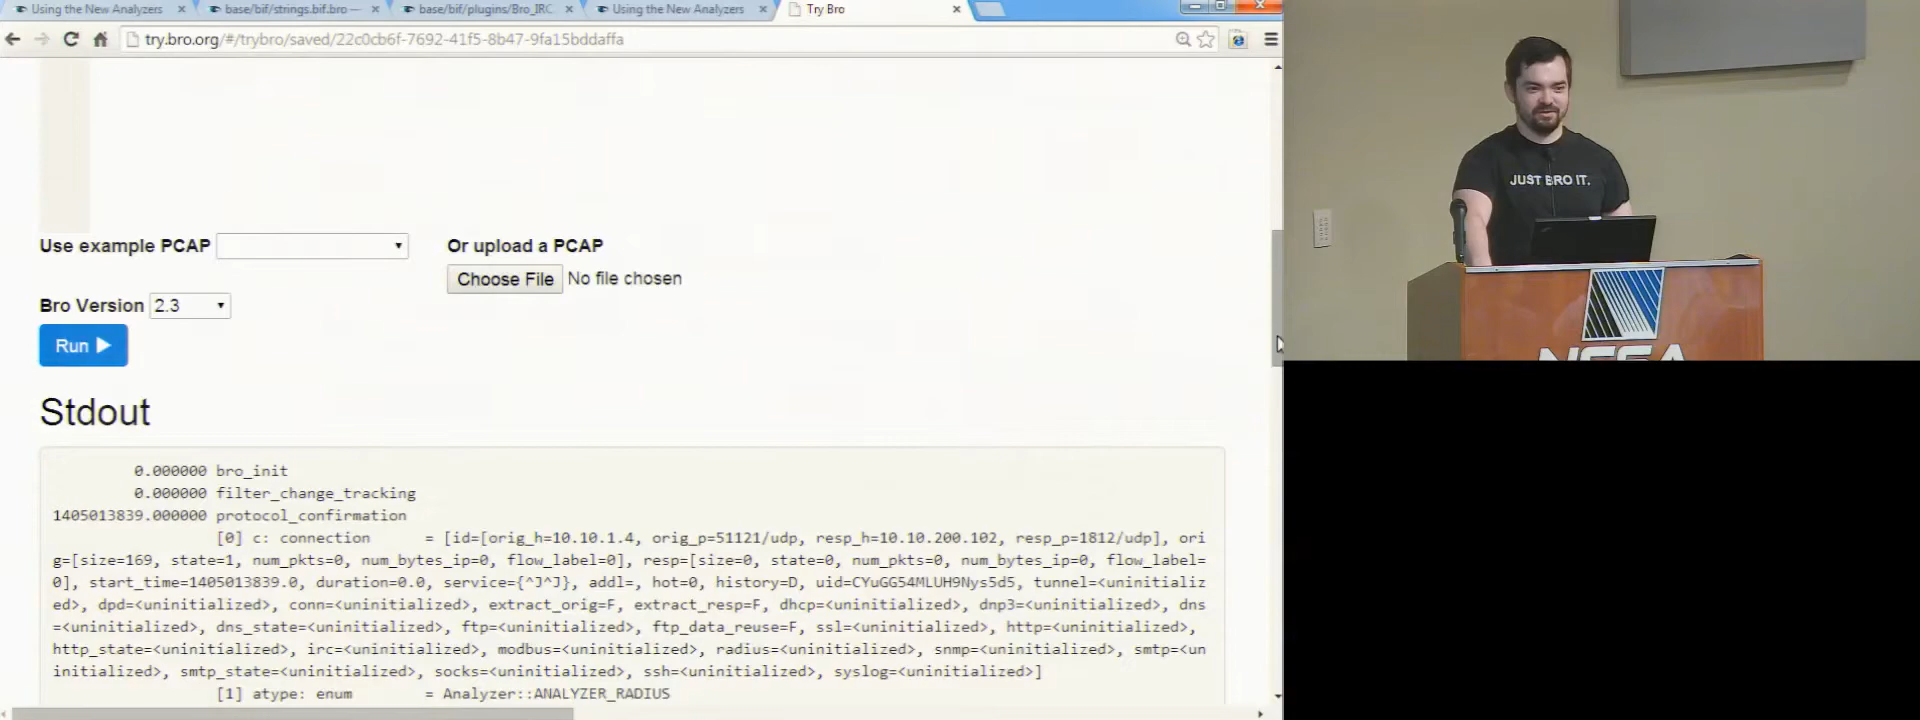 Using the New Analyzers
base/bif/strings.bif.bro —
base/bif/plugins/Bro_IRC.
Using the New Analyzers
Try Bro
try.bro.org/#/trybro/saved/22c0cb6f-7692-41f5-8b47-9fa15bddaffa
Use example PCAP
Or upload a PCAP
Choose File No file chosen
Bro Version 2.3
Run
Stdout
0.000000 bro_init
0.000000 filter_change_tracking
1405013839.000000 protocol_confirmation
[0] c: connection = [id=[orig_h=10.10.1.4, orig_p=51121/udp, resp_h=10.10.200.102, resp_p=1812/udp], ori
g=[size=169, state=1, num_pkts=0, num_bytes_ip=0, flow_label=0], resp=[size=0, state=0, num_pkts=0, num_bytes_ip=0, flow_label=
0], start_time=1405013839.0, duration=0.0, service={^J^J}, addl=, hot=0, history=D, uid=CYuGG54MLUH9Nys5d5, tunnel=<uninitializ
ed>, dpd=<uninitialized>, conn=<uninitialized>, extract_orig=F, extract_resp=F, dhcp=<uninitialized>, dnp3=<uninitialized>, dns
=<uninitialized>, dns_state=<uninitialized>, ftp=<uninitialized>, ftp_data_reuse=F, ssl=<uninitialized>, http=<uninitialized>,
http_state=<uninitialized>, irc=<uninitialized>, modbus=<uninitialized>, radius=<uninitialized>, snmp=<uninitialized>, smtp=<un
initialized>, smtp_state=<uninitialized>, socks=<uninitialized>, ssh=<uninitialized>, syslog=<uninitialized>]
[1] atype: enum = Analyzer::ANALYZER_RADIUS
JUST BRO IT.
NCSA